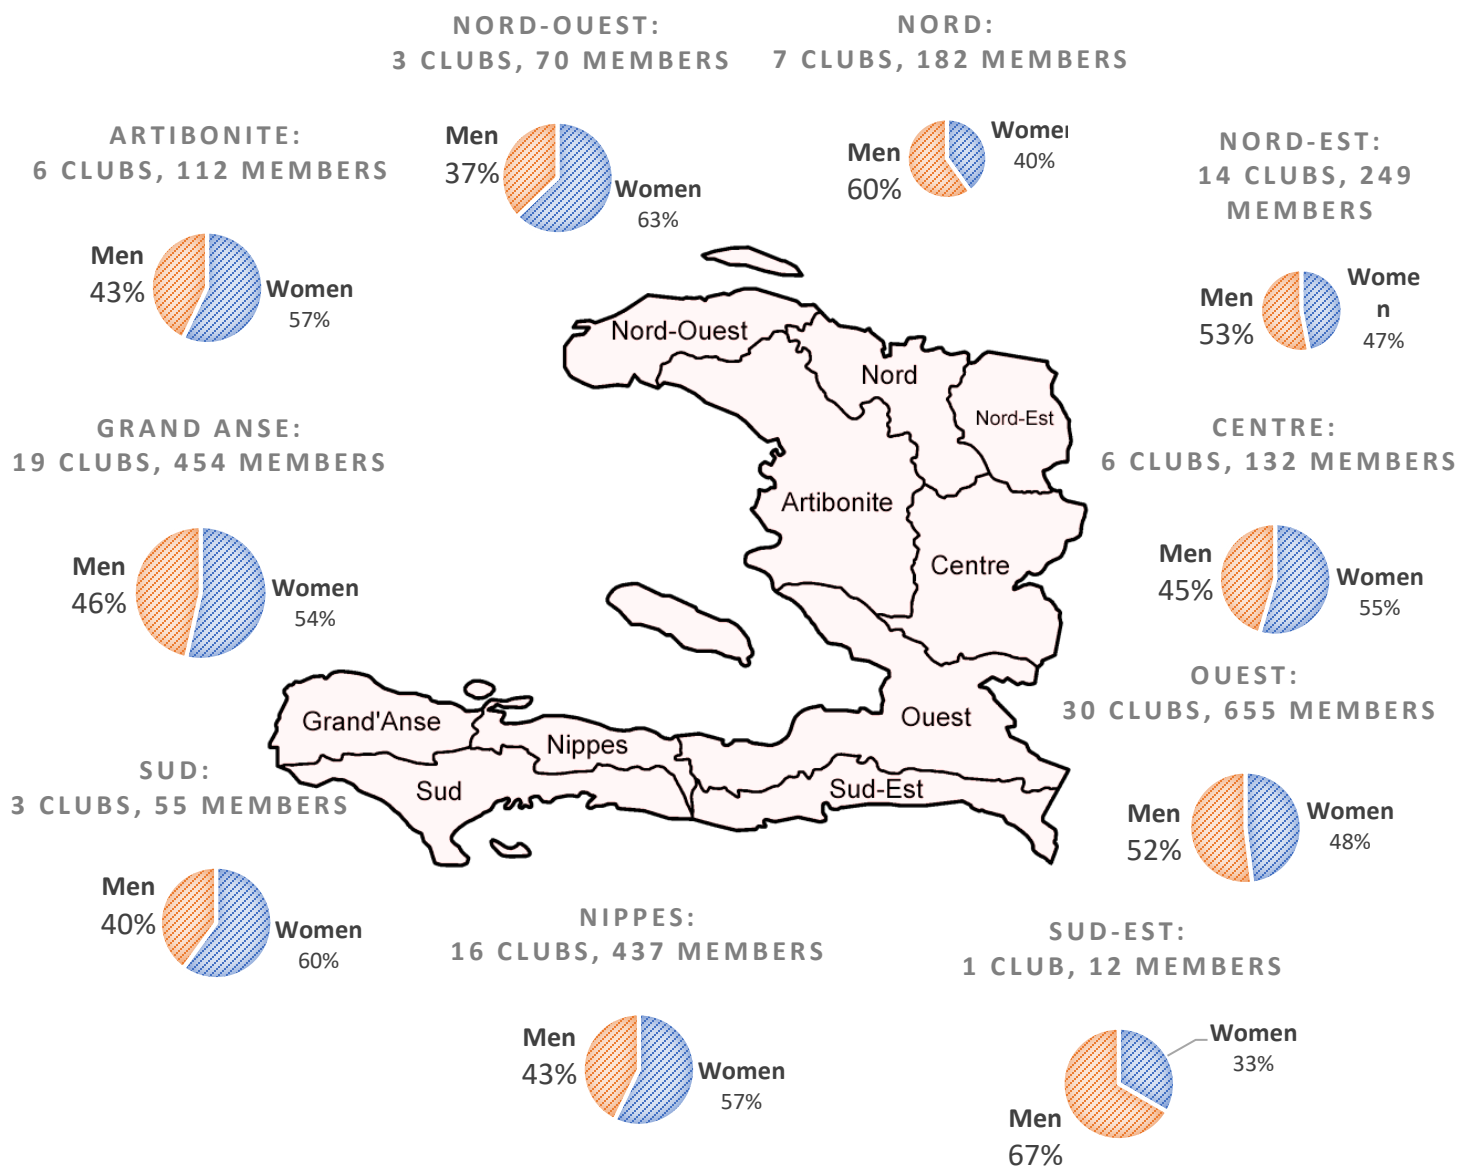 NORD-OUEST:
3 CLUBS, 70 MEMBERS
Men
37%
Women
63%
NORD:
7 CLUBS, 182 MEMBERS
Men
60%
Women
40%
ARTIBONITE:
6 CLUBS, 112 MEMBERS
Men
43%
Women
57%
NORD-EST:
14 CLUBS, 249
MEMBERS
Men
53%
Wome
n
47%
GRAND ANSE:
19 CLUBS, 454 MEMBERS
Men
46%
Women
54%
CENTRE:
6 CLUBS, 132 MEMBERS
Men
45%
Women
55%
Nord-Ouest
Nord
Nord-Est
Artibonite
Centre
Ouest
Grand'Anse
Nippes
Sud
Sud-Est
OUEST:
30 CLUBS, 655 MEMBERS
Men
52%
Women
48%
SUD:
3 CLUBS, 55 MEMBERS
Men
40%
Women
60%
NIPPES:
16 CLUBS, 437 MEMBERS
Men
43%
Women
57%
SUD-EST:
1 CLUB, 12 MEMBERS
Women
33%
Men
67%